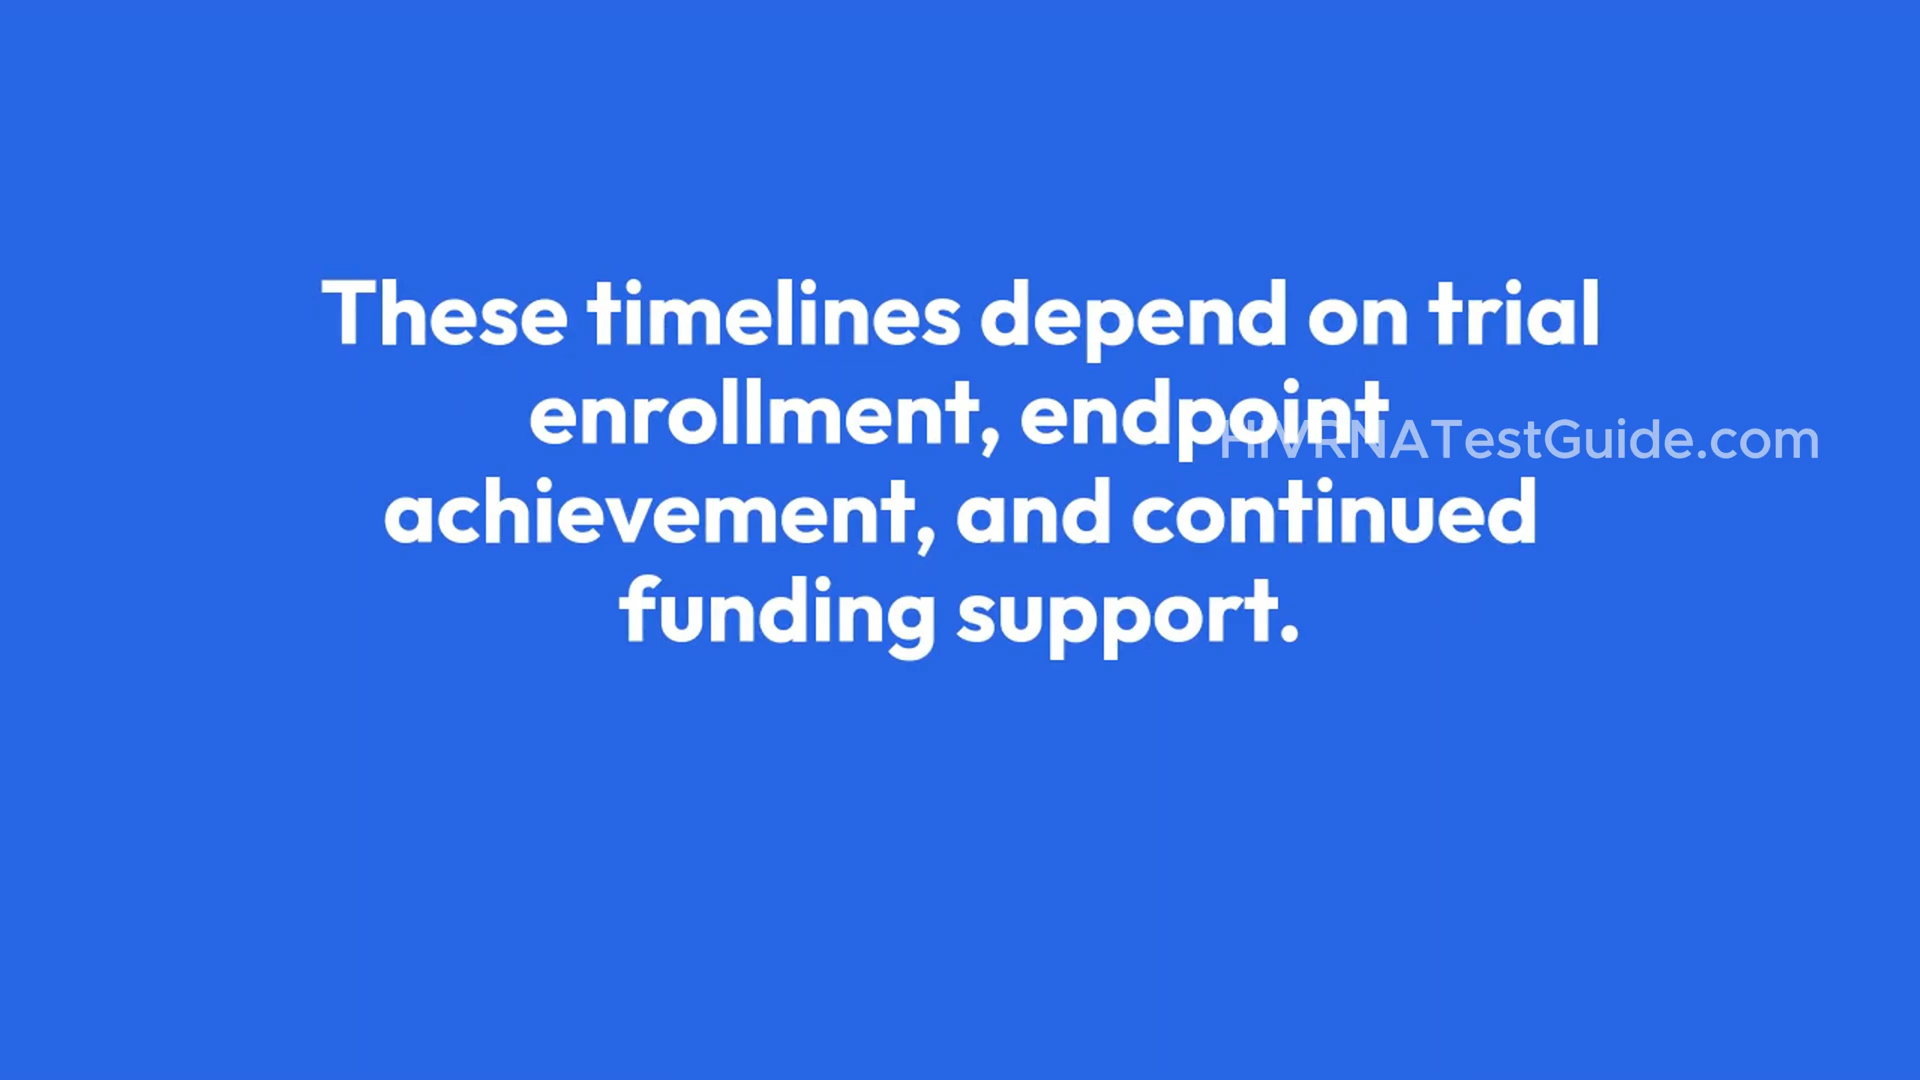 These timelines depend on trial
enrollment, endpoint
HIVRNATestGuide.com
achievement, and continued
funding support.